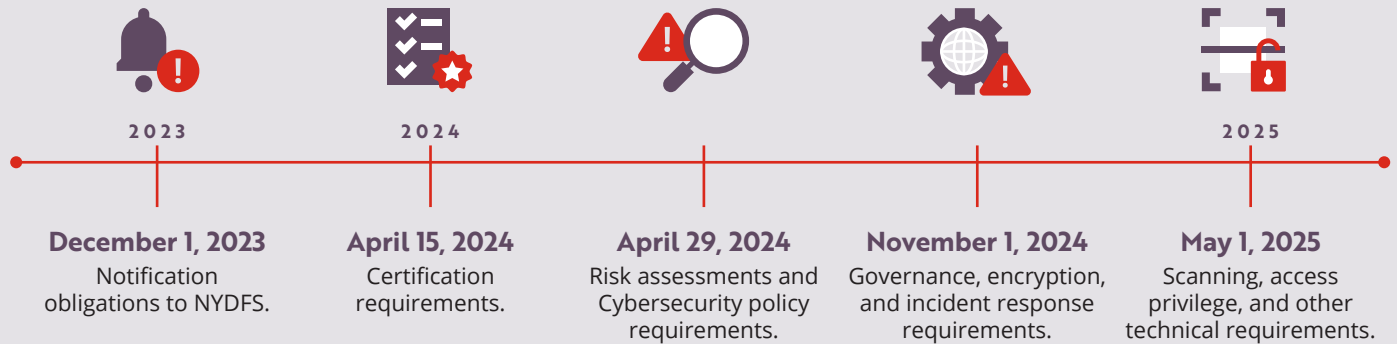 2023
2024
2025
December 1, 2023
Notification
obligations to NYDFS.
April 15, 2024
Certification
requirements.
April 29, 2024
Risk assessments and
Cybersecurity policy
requirements.
November 1, 2024
Governance, encryption,
and incident response
requirements.
May 1, 2025
Scanning, access
privilege, and other
technical requirements.